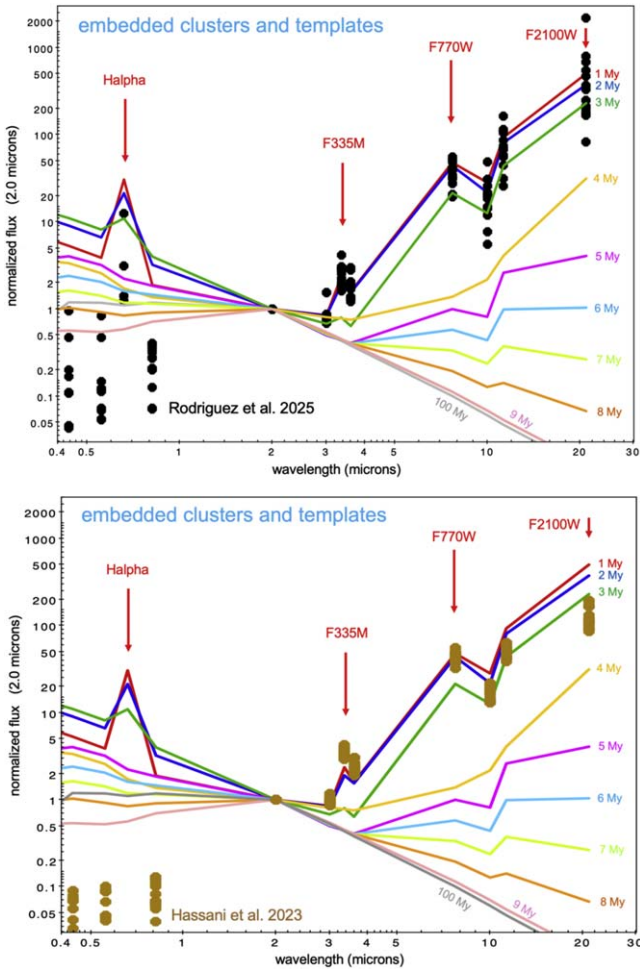 embedded clusters and templates
F2100W
F770W
Halpha
F335M
normalized flux (2.0 microns)
2000
1000
500
200
100
50
20
10
5
2
1
0.5
0.2
0.1
0.05
1 My
2 My
3 My
4 My
5 My
6 My
7 My
8 My
9 My
100 My
Rodriguez et al. 2025
0.4 0.5 1 2 3 4 5 10 20 30
wavelength (microns)
embedded clusters and templates
F2100W
F770W
Halpha
F335M
normalized flux (2.0 microns)
2000
1000
500
200
100
50
20
10
5
2
1
0.5
0.2
0.1
0.05
1 My
2 My
3 My
4 My
5 My
6 My
7 My
8 My
9 My
100 My
Hassani et al. 2023
0.4 0.5 1 2 3 4 5 10 20 30
wavelength (microns)